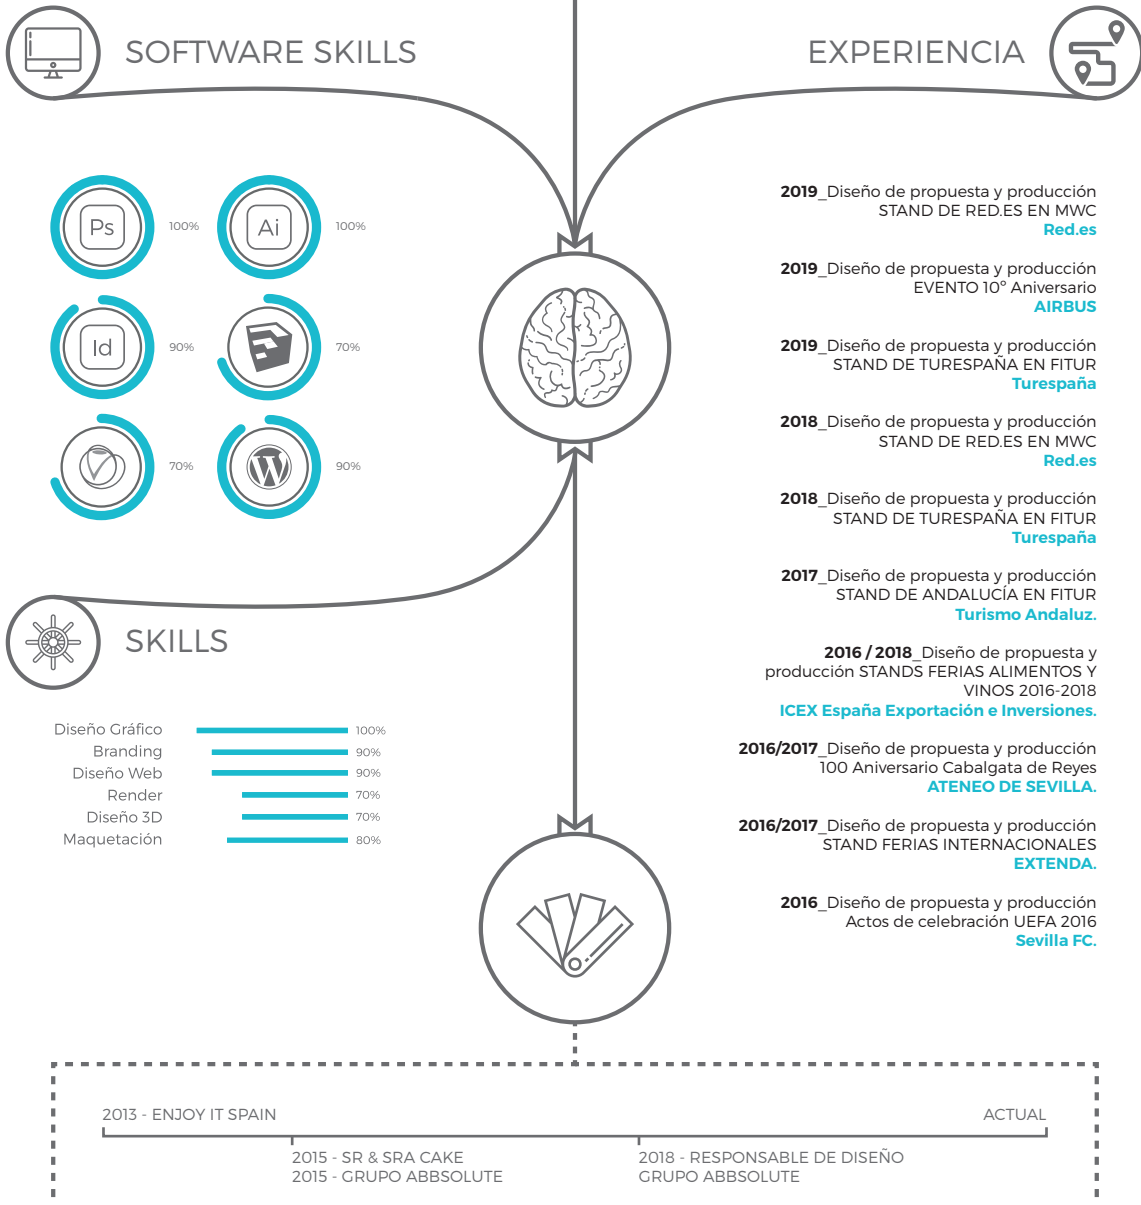 SOFTWARE SKILLS
Ps
100%
Ai
100%
Id
90%
70%
70%
W
90%
SKILLS
Diseño Gráfico 100%
Branding 90%
Diseño Web 90%
Render 70%
Diseño 3D 70%
Maquetación 80%
EXPERIENCIA
2019_Diseño de propuesta y producción
STAND DE RED.ES EN MWC
Red.es
2019_Diseño de propuesta y producción
EVENTO 10º Aniversario
AIRBUS
2019_Diseño de propuesta y producción
STAND DE TURESPAÑA EN FITUR
Turespaña
2018_Diseño de propuesta y producción
STAND DE RED.ES EN MWC
Red.es
2018_Diseño de propuesta y producción
STAND DE TURESPAÑA EN FITUR
Turespaña
2017_Diseño de propuesta y producción
STAND DE ANDALUCÍA EN FITUR
Turismo Andaluz.
2016 / 2018_Diseño de propuesta y
producción STANDS FERIAS ALIMENTOS Y
VINOS 2016-2018
ICEX España Exportación e Inversiones.
2016/2017_Diseño de propuesta y producción
100 Aniversario Cabalgata de Reyes
ATENEO DE SEVILLA.
2016/2017_Diseño de propuesta y producción
STAND FERIAS INTERNACIONALES
EXTENDA.
2016_Diseño de propuesta y producción
Actos de celebración UEFA 2016
Sevilla FC.
2013 - ENJOY IT SPAIN
ACTUAL
2015 - SR & SRA CAKE
2015 - GRUPO ABBSOLUTE
2018 - RESPONSABLE DE DISEÑO
GRUPO ABBSOLUTE